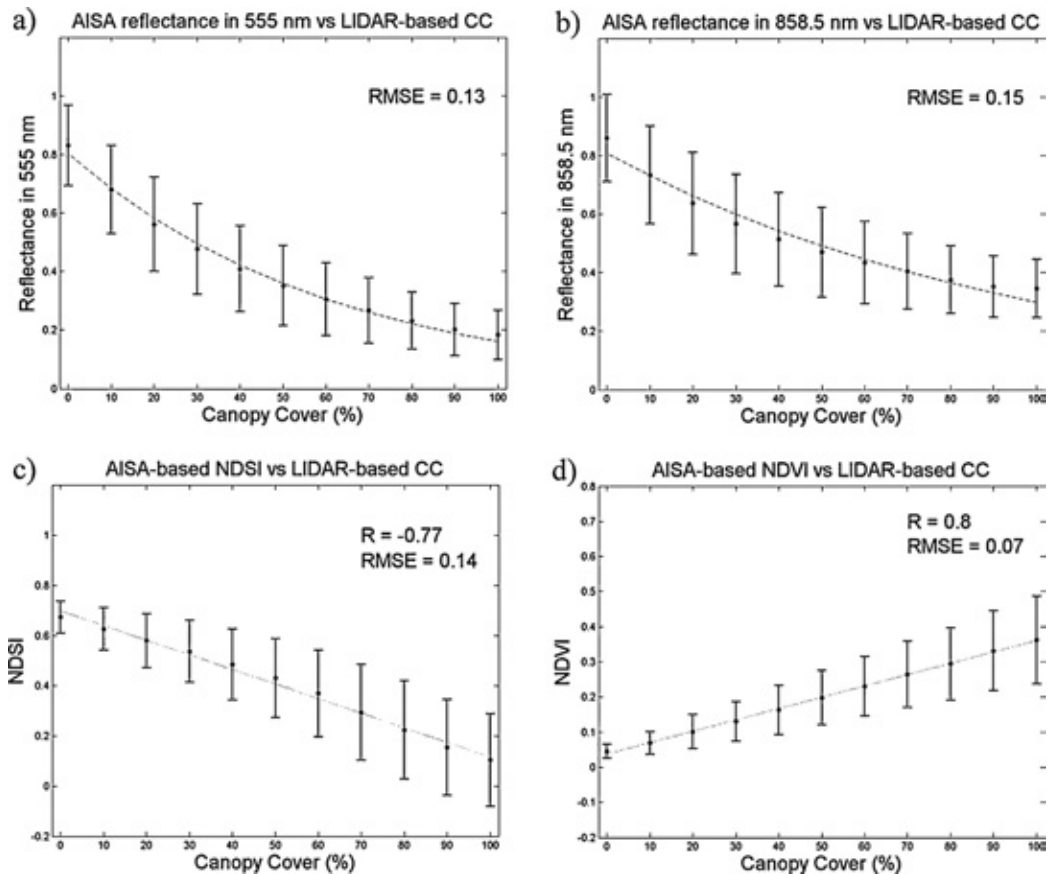 a)
AISA reflectance in 555 nm vs LIDAR-based CC
RMSE = 0.13
Reflectance in 555 nm
1
0.8
0.6
0.4
0.2
0
0 10 20 30 40 50 60 70 80 90 100
Canopy Cover (%)
b)
AISA reflectance in 858.5 nm vs LIDAR-based CC
RMSE = 0.15
Reflectance in 858.5 nm
1
0.8
0.6
0.4
0.2
0
0 10 20 30 40 50 60 70 80 90 100
Canopy Cover (%)
c)
AISA-based NDSI vs LIDAR-based CC
R = -0.77
RMSE = 0.14
NDSI
1
0.8
0.6
0.4
0.2
0
-0.2
0 10 20 30 40 50 60 70 80 90 100
Canopy Cover (%)
d)
AISA-based NDVI vs LIDAR-based CC
R = 0.8
RMSE = 0.07
NDVI
0.8
0.7
0.6
0.5
0.4
0.3
0.2
0.1
0
-0.1
-0.2
0 10 20 30 40 50 60 70 80 90 100
Canopy Cover (%)